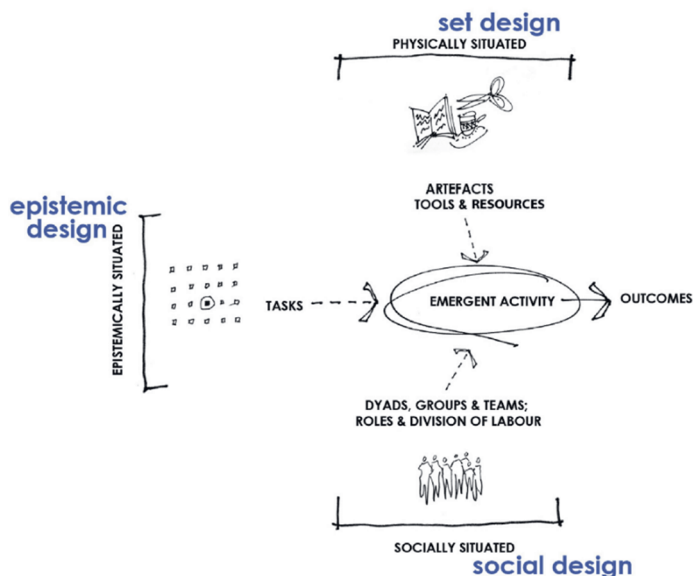 set design
PHYSICALLY SITUATED
ARTEFACTS
TOOLS & RESOURCES
epistemic
design
EPISTEMICALLY SITUATED
TASKS
EMERGENT ACTIVITY
OUTCOMES
DYADS, GROUPS & TEAMS;
ROLES & DIVISION OF LABOUR
SOCIALLY SITUATED
social design